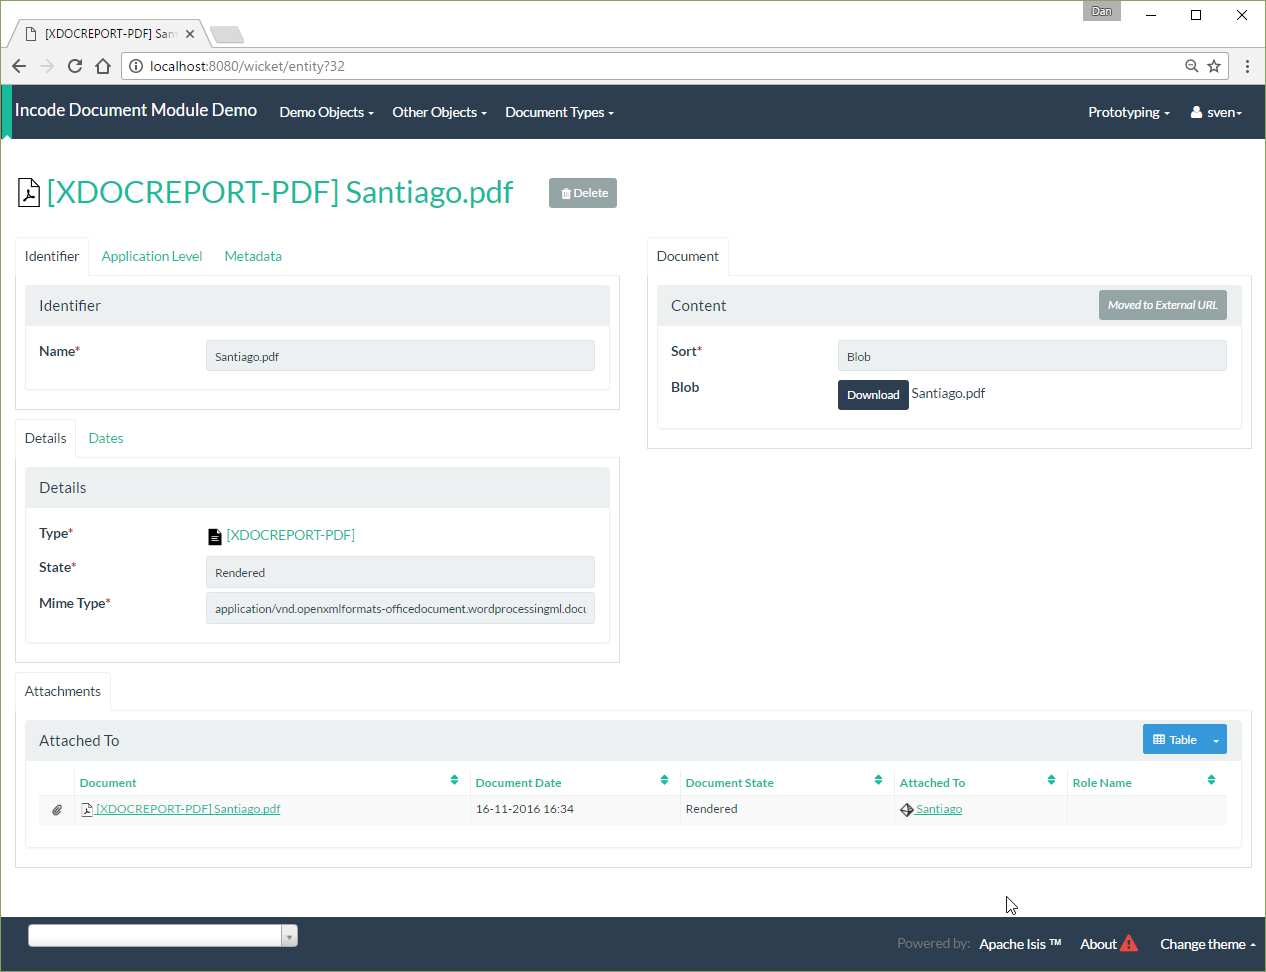 Dan
[XDOCREPORT-PDF] San
localhost:8080/wicket/entity?32
Incode Document Module Demo Demo Objects Other Objects Document Types Prototyping sven
[XDOCREPORT-PDF] Santiago.pdf Delete
Identifier Application Level Metadata
Identifier
Name* Santiago.pdf
Document
Content Moved to External URL
Sort* Blob
Blob Download Santiago.pdf
Details Dates
Details
Type* [XDOCREPORT-PDF]
State* Rendered
Mime Type* application/vnd.openxmlformats-officedocument.wordprocessingml.docu
Attachments
Attached To Table
Document Document Date Document State Attached To Role Name
[XDOCREPORT-PDF] Santiago.pdf 16-11-2016 16:34 Rendered Santiago
Powered by: Apache Isis ™ About Change theme